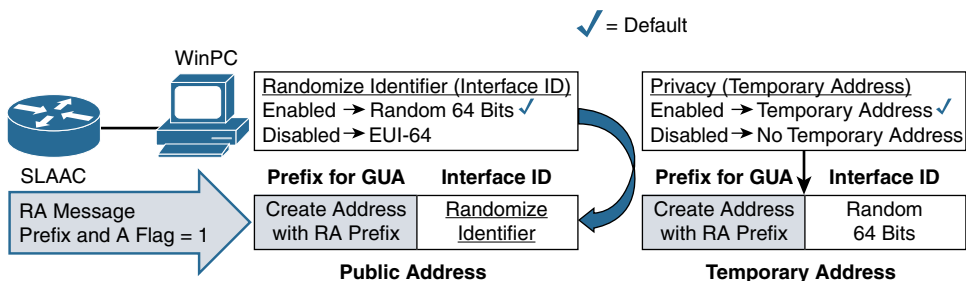 = Default
WinPC
Randomize Identifier (Interface ID)
Enabled → Random 64 Bits ✓
Disabled → EUI-64
Privacy (Temporary Address)
Enabled → Temporary Address ✓
Disabled → No Temporary Address
SLAAC
RA Message
Prefix and A Flag = 1
Prefix for GUA
Interface ID
Create Address
with RA Prefix
Randomize
Identifier
Public Address
Prefix for GUA
Interface ID
Create Address
with RA Prefix
Random
64 Bits
Temporary Address